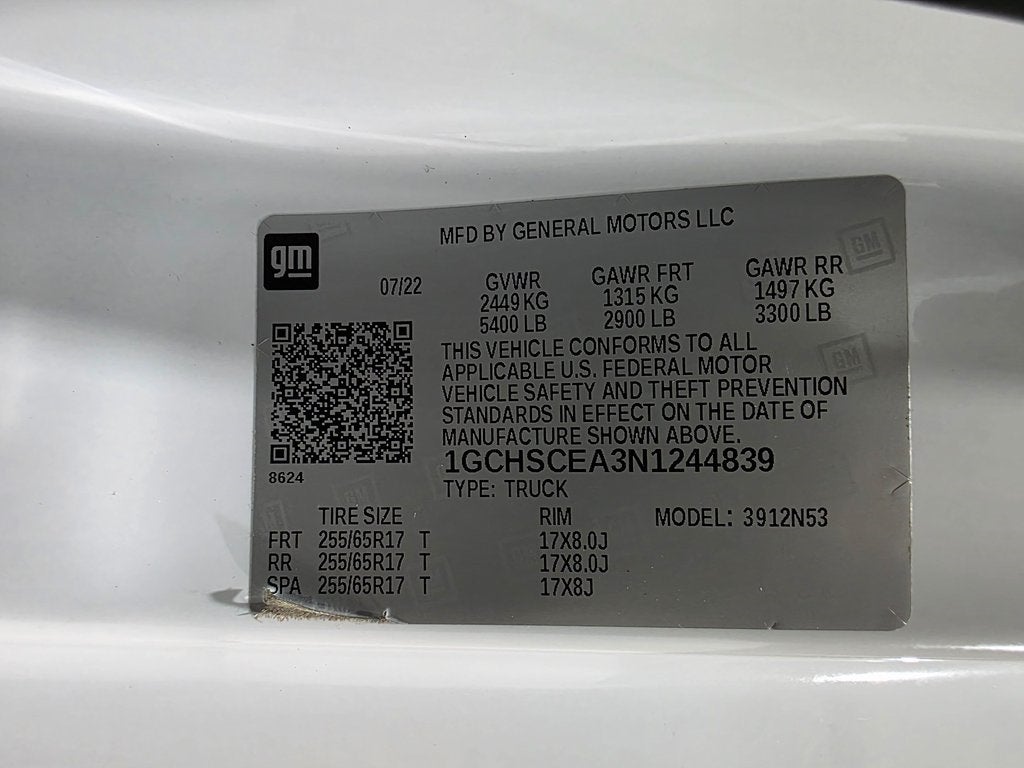 MFD BY GENERAL MOTORS LLC
gm
07/22
GVWR GAWR FRT GAWR RR
2449 KG 1315 KG 1497 KG
5400 LB 2900 LB 3300 LB
THIS VEHICLE CONFORMS TO ALL
APPLICABLE U.S. FEDERAL MOTOR
VEHICLE SAFETY AND THEFT PREVENTION
STANDARDS IN EFFECT ON THE DATE OF
MANUFACTURE SHOWN ABOVE.
1GCHSCEA3N1244839
8624
TYPE: TRUCK
TIRE SIZE RIM MODEL: 3912N53
FRT 255/65R17 T 17X8.0J
RR 255/65R17 T 17X8.0J
SPA 255/65R17 T 17X8J
GM
GM